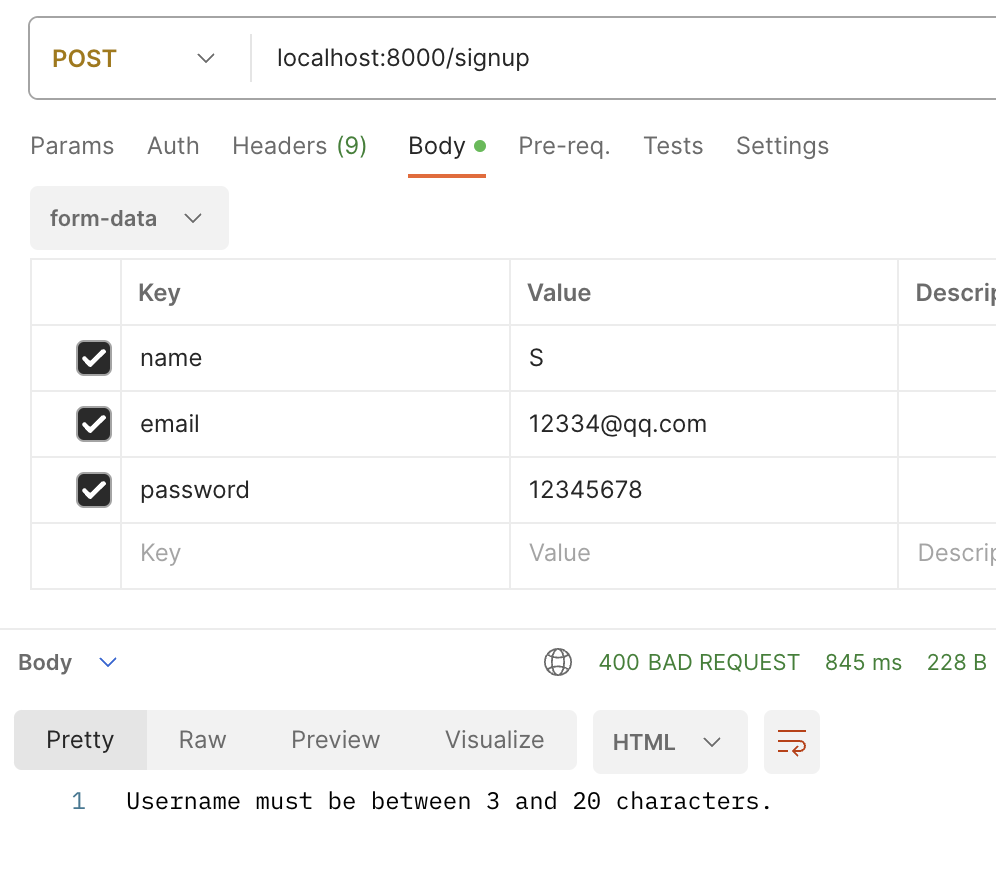 POST localhost:8000/signup
Params Auth Headers (9) Body Pre-req. Tests Settings
form-data
Key Value Descrip
name S
email 12334@qq.com
password 12345678
Key Value Descrip
Body 400 BAD REQUEST 845 ms 228 B
Pretty Raw Preview Visualize HTML
1 Username must be between 3 and 20 characters.